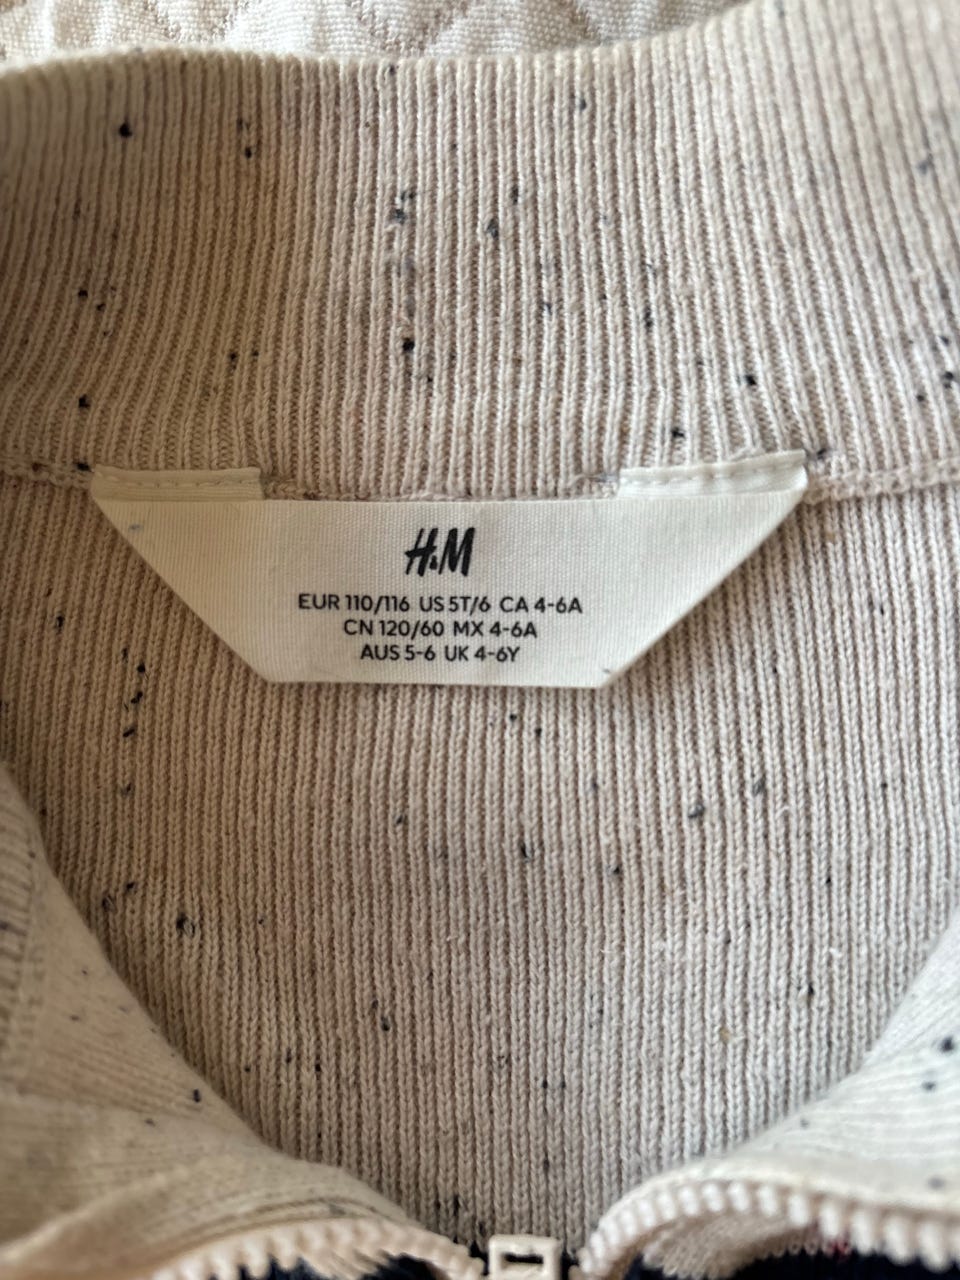 H&M
EUR 110/116 US 5T/6 CA 4-6A
CN 120/60 MX 4-6A
AUS 5-6 UK 4-6Y